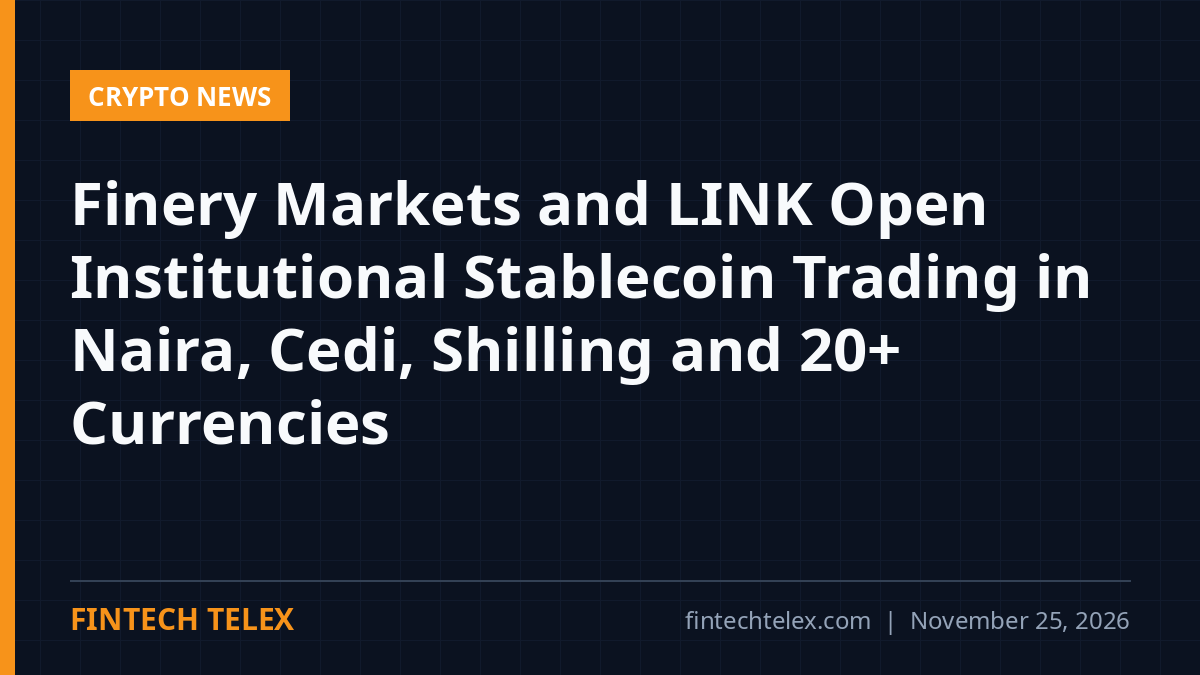 CRYPTO NEWS
Finery Markets and LINK Open
Institutional Stablecoin Trading in
Naira, Cedi, Shilling and 20+
Currencies
FINTECH TELEX
fintechtelex.com | November 25, 2026